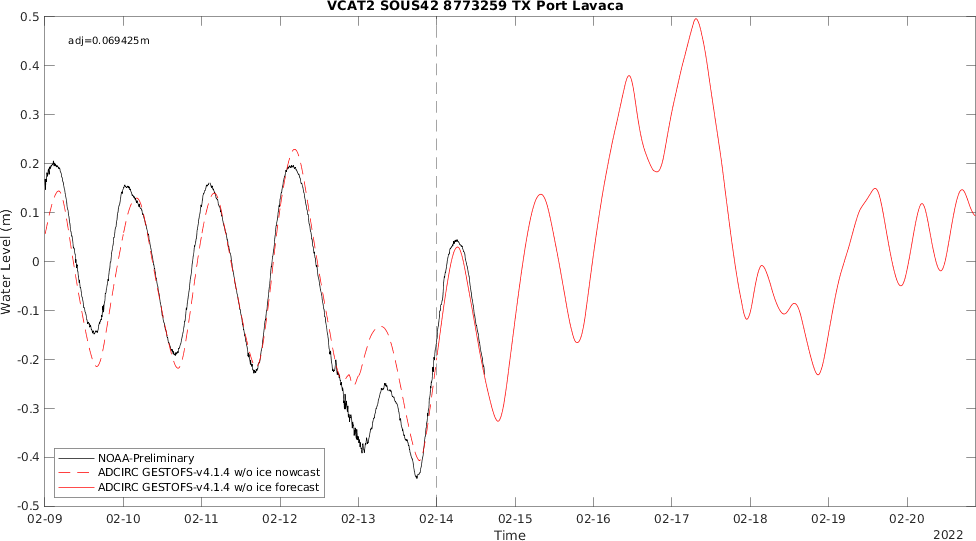 VCAT2 SOUS42 8773259 TX Port Lavaca
adj=0.069425m
Water Level (m)
0.5
0.4
0.3
0.2
0.1
0
-0.1
-0.2
-0.3
-0.4
-0.5
NOAA-Preliminary
ADCIRC GESTOFS-v4.1.4 w/o ice nowcast
ADCIRC GESTOFS-v4.1.4 w/o ice forecast
02-09 02-10 02-11 02-12 02-13 02-14 02-15 02-16 02-17 02-18 02-19 02-20
Time
2022